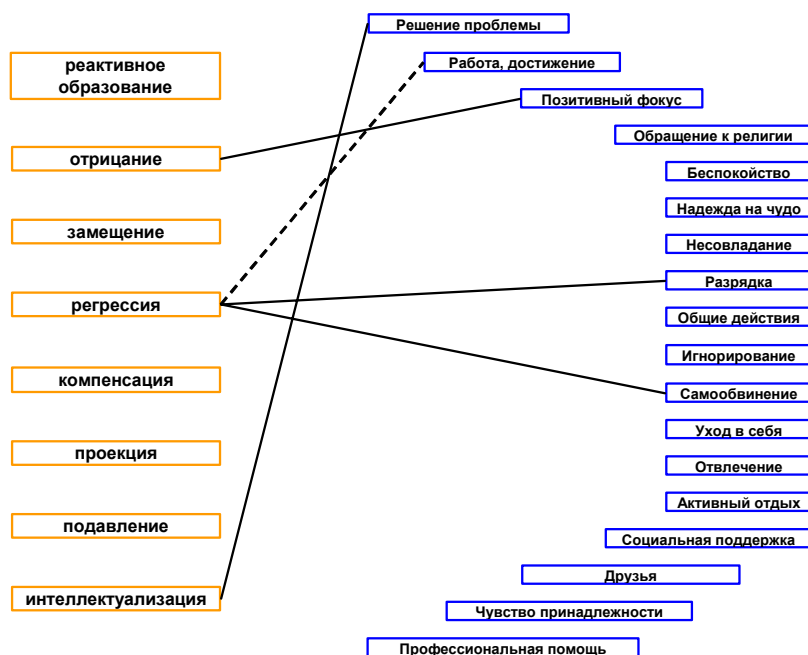 реактивное
образование
отрицание
замещение
регрессия
компенсация
проекция
подавление
интеллектуализация
Решение проблемы
Работа, достижение
Позитивный фокус
Обращение к религии
Беспокойство
Надежда на чудо
Несовладание
Разрядка
Общие действия
Игнорирование
Самообвинение
Уход в себя
Отвлечение
Активный отдых
Социальная поддержка
Друзья
Чувство принадлежности
Профессиональная помощь